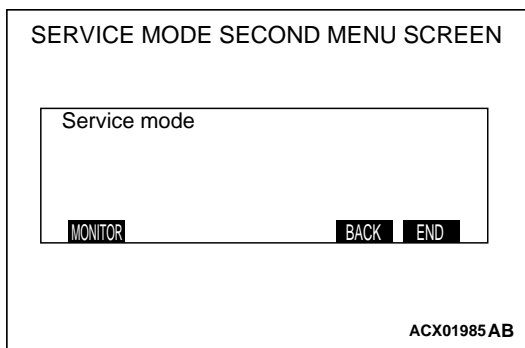 SERVICE MODE SECOND MENU SCREEN
Service mode
MONITOR BACK END
ACX01985AB